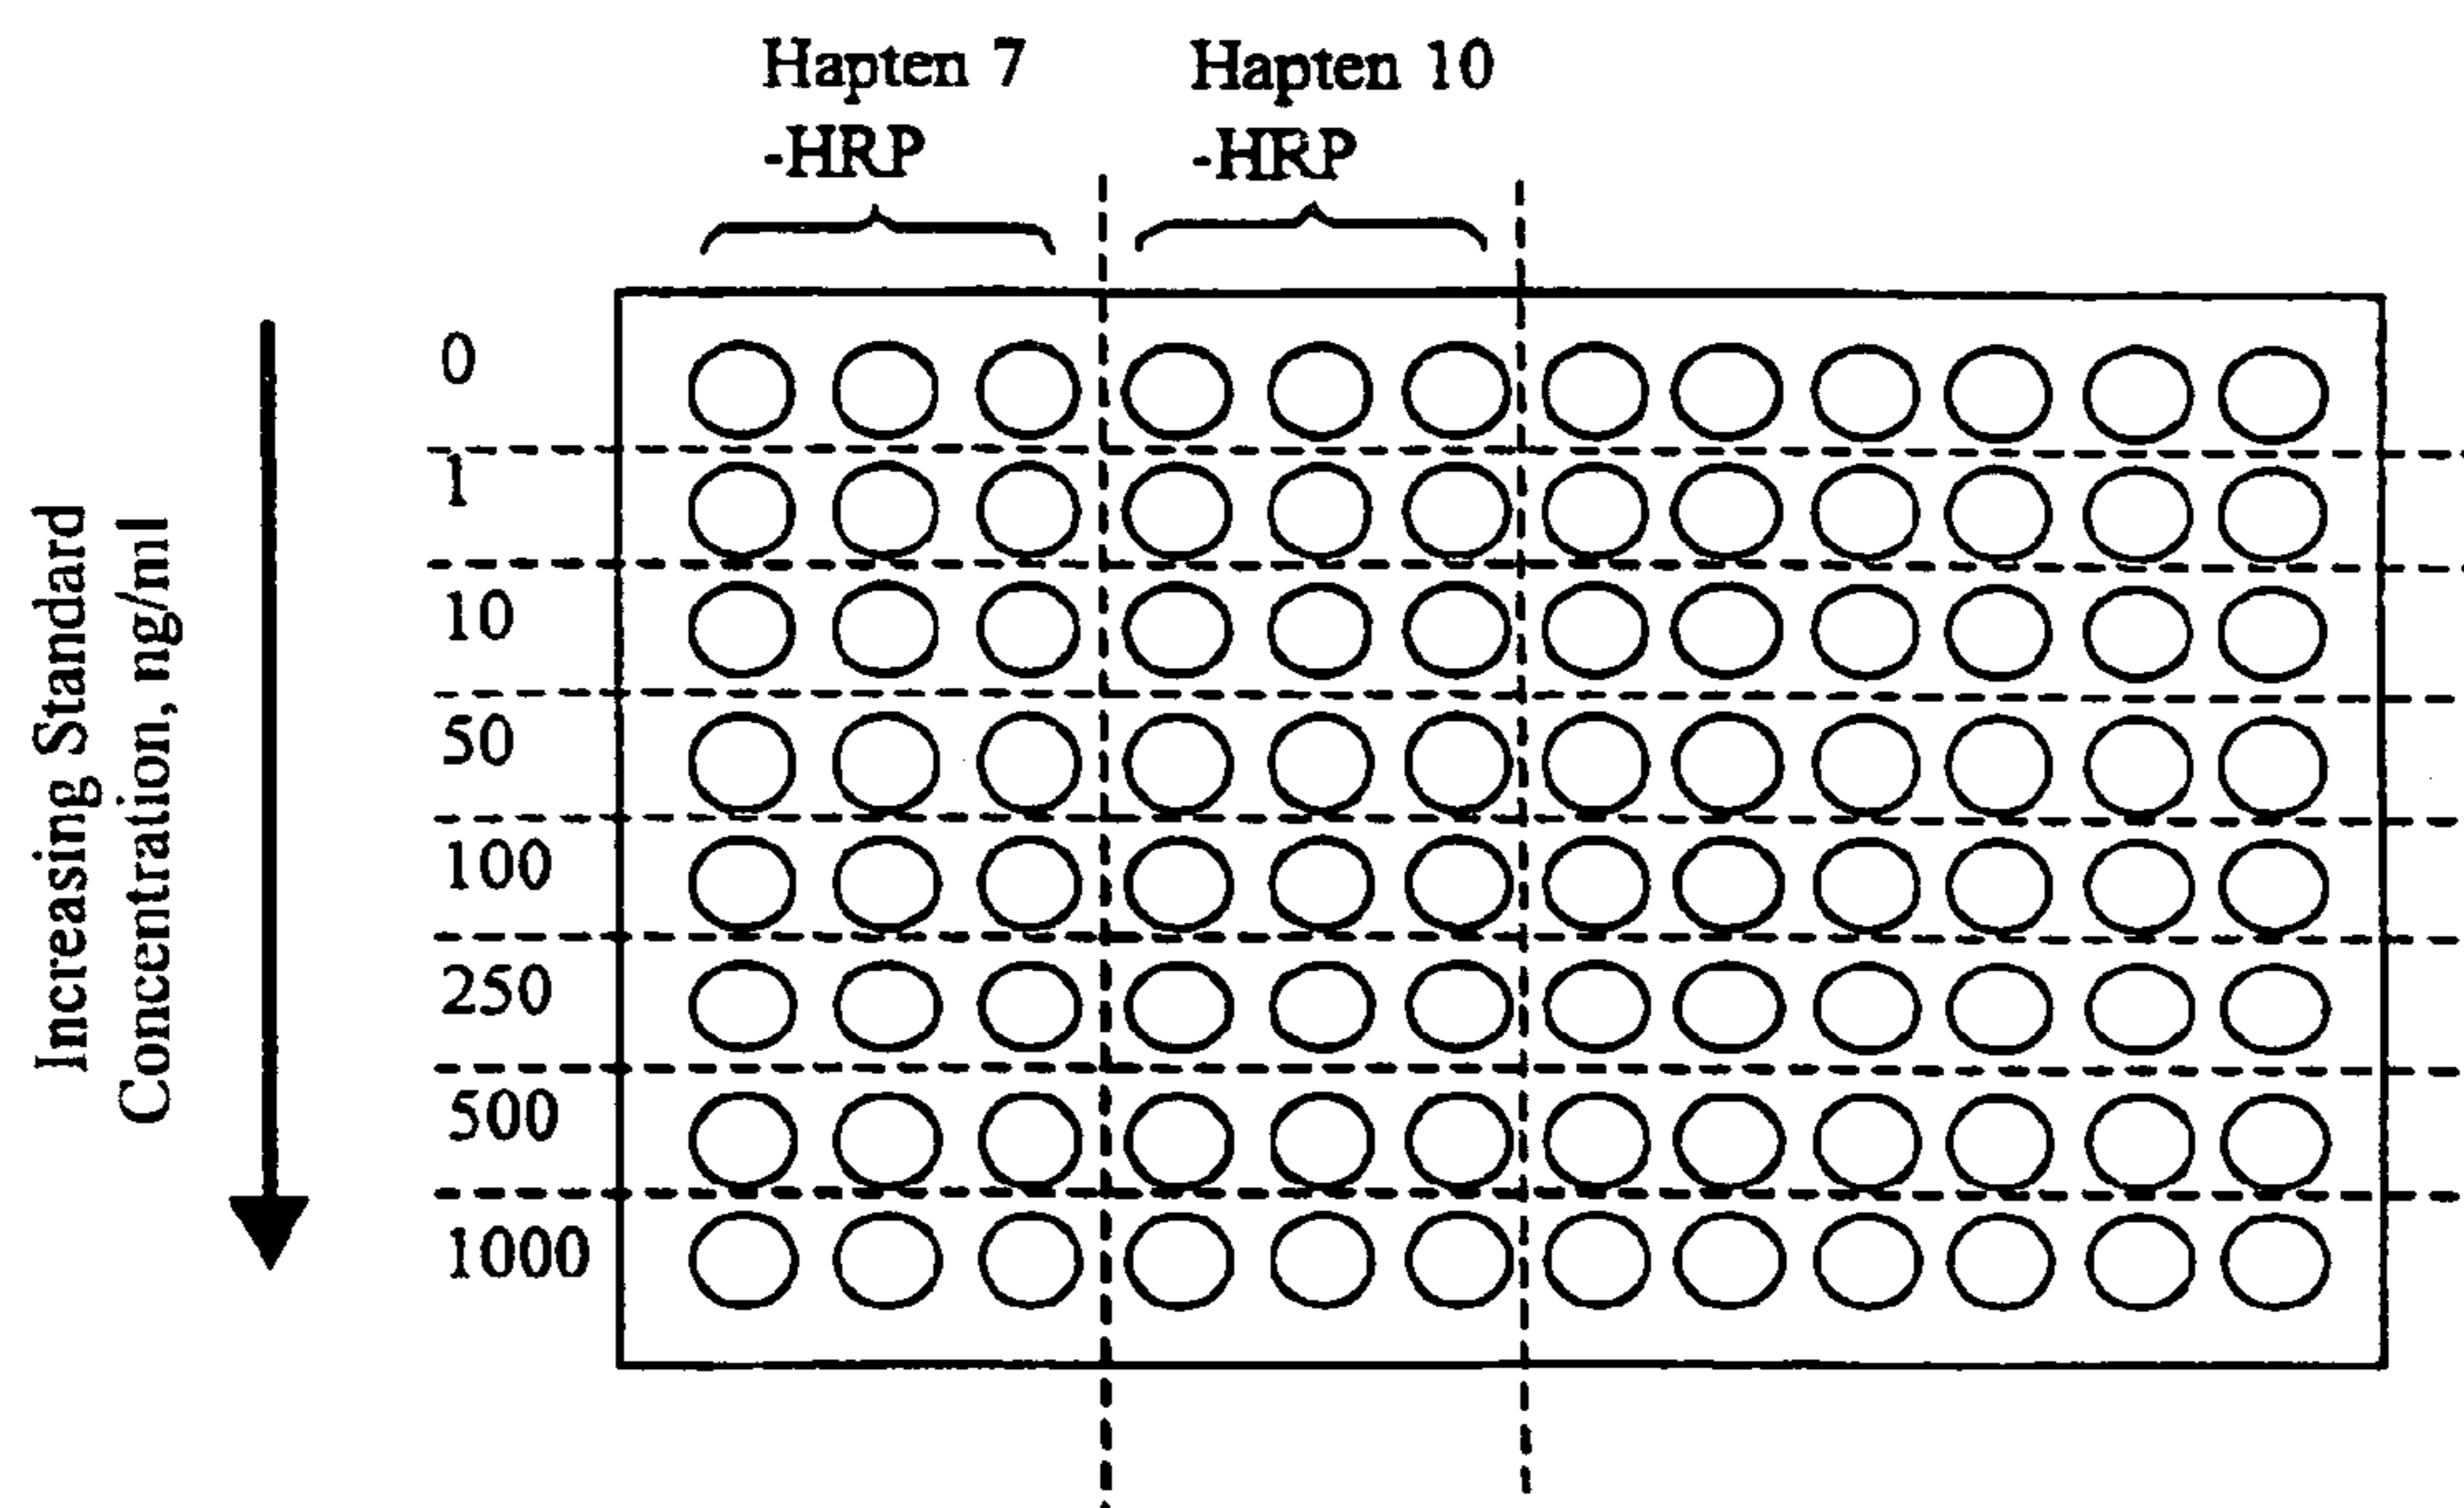 Hapten 7
-HRP
Hapten 10
-HRP
Increasing Standard
Concentration, ng/ml
0
1
10
50
100
250
500
1000